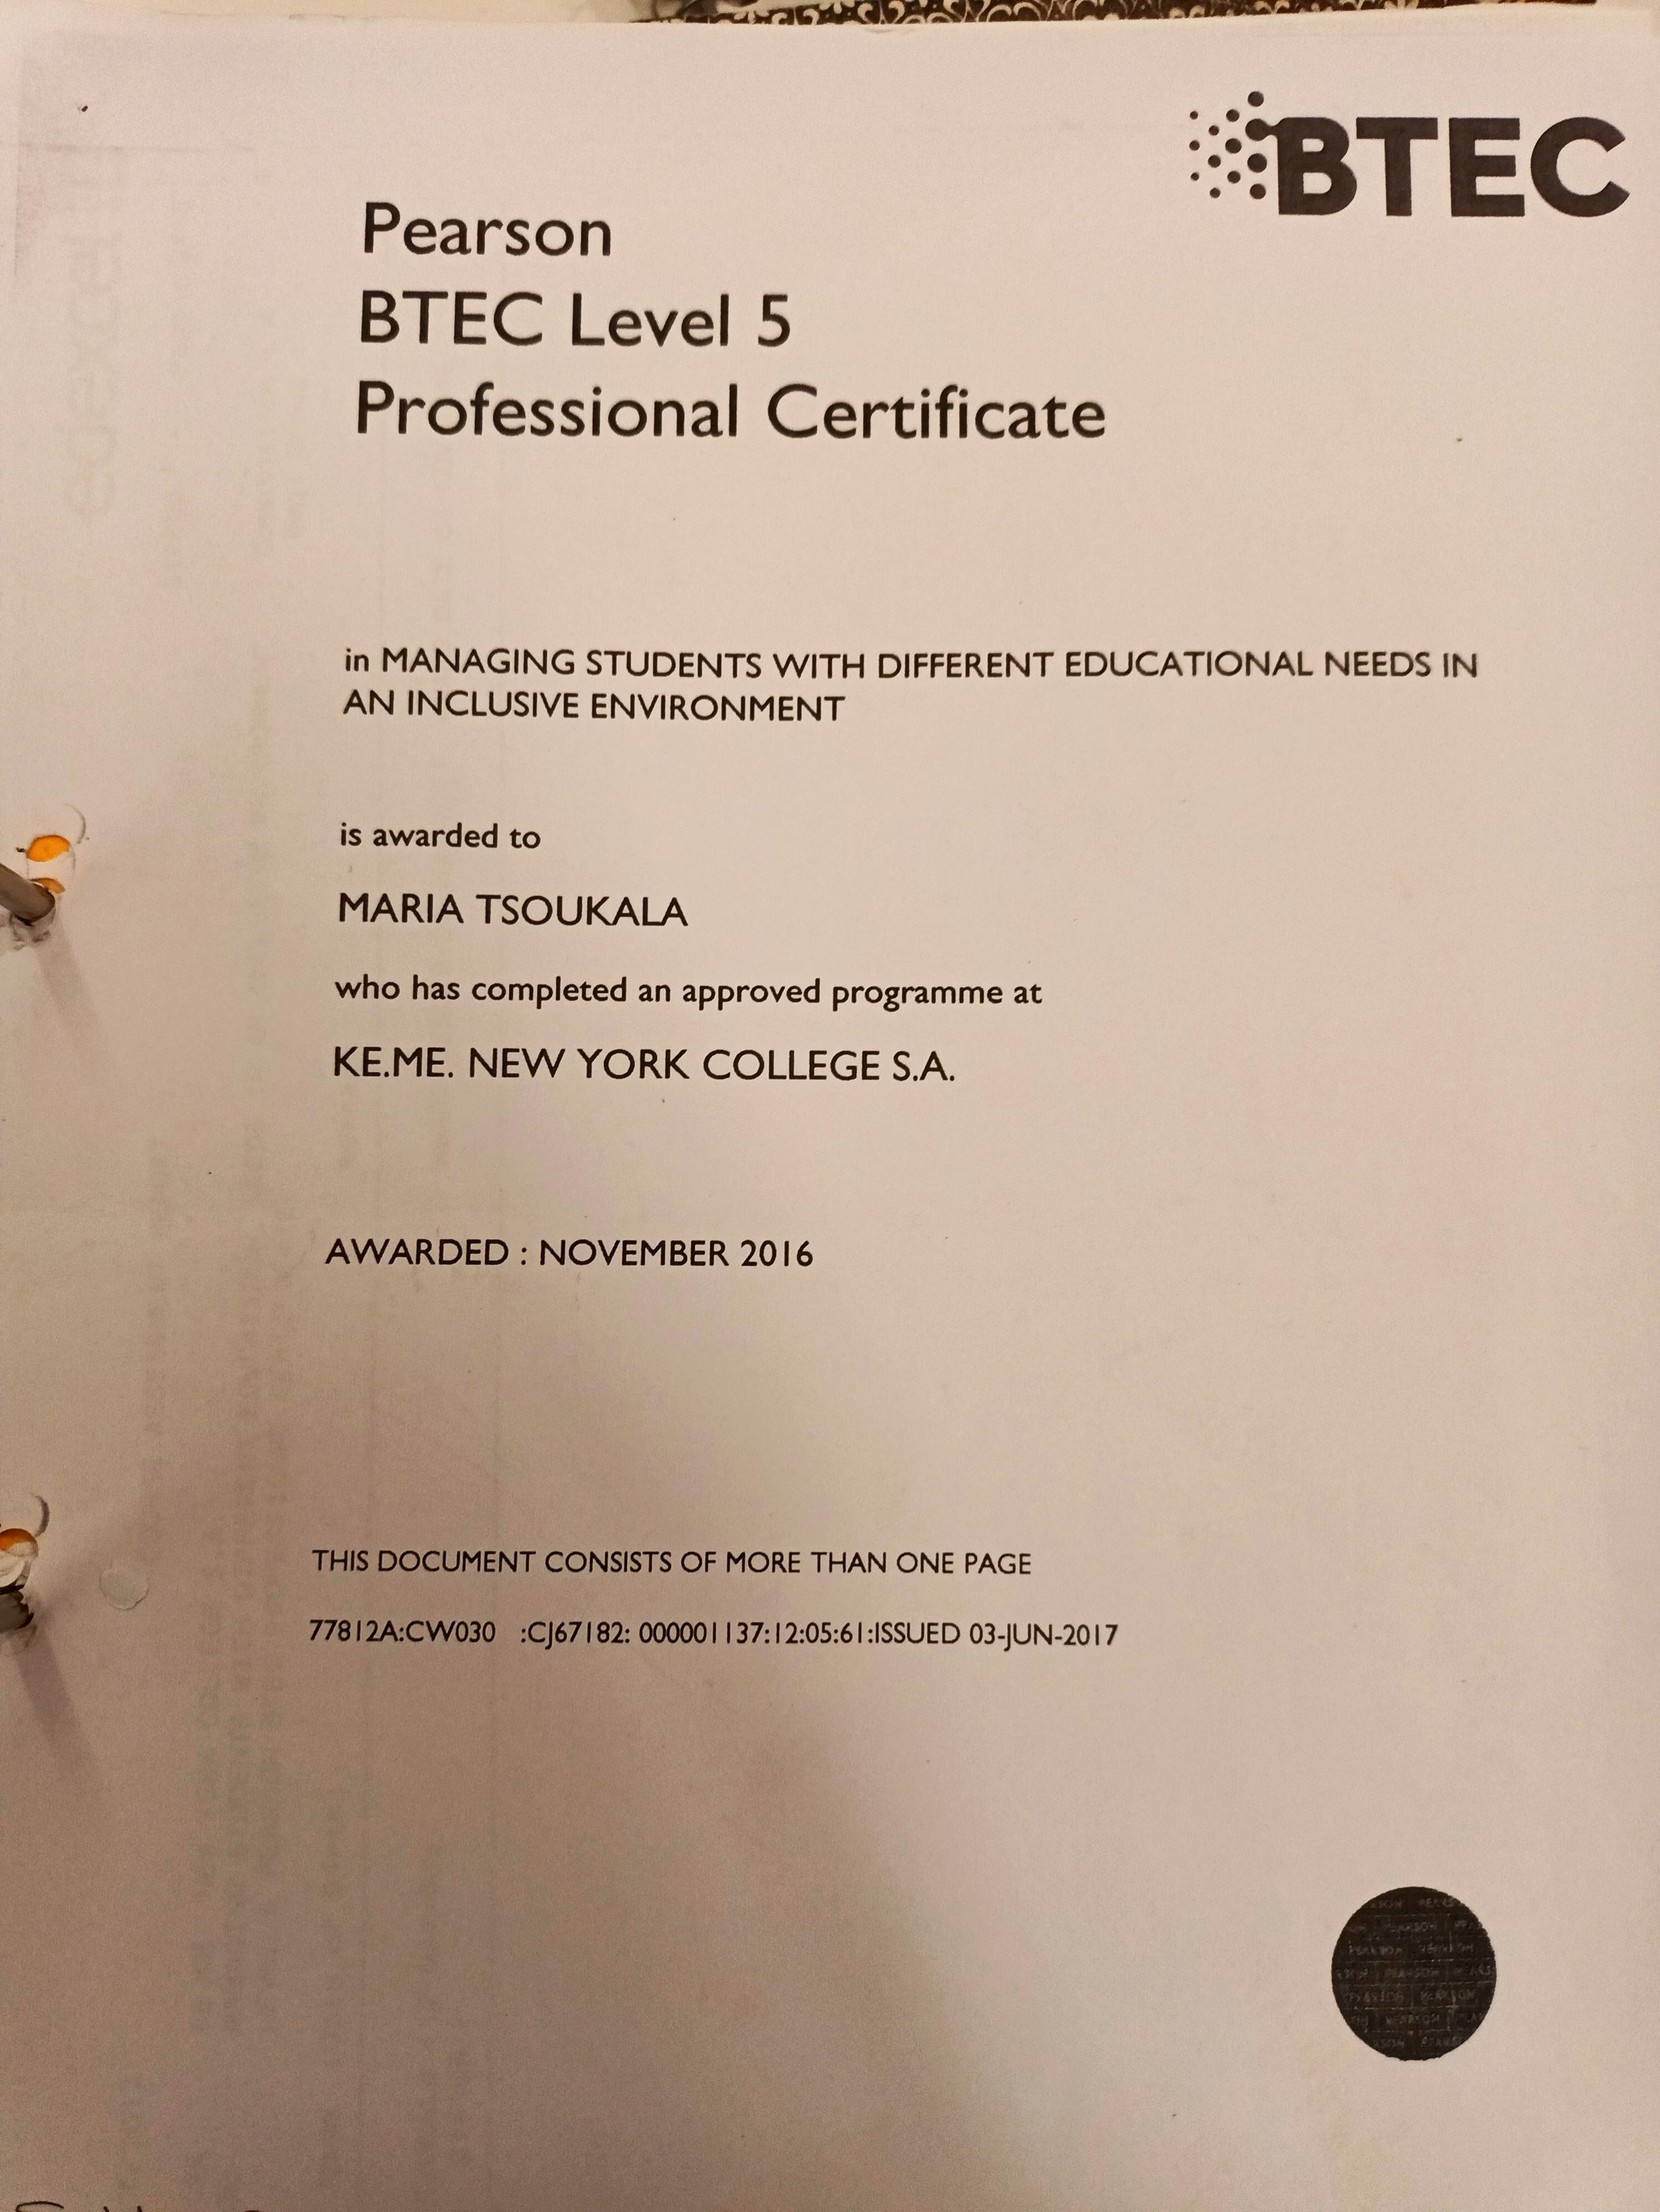 BTEC
Pearson
BTEC Level 5
Professional Certificate
in MANAGING STUDENTS WITH DIFFERENT EDUCATIONAL NEEDS IN
AN INCLUSIVE ENVIRONMENT
is awarded to
MARIA TSOUKALA
who has completed an approved programme at
KE.ME. NEW YORK COLLEGE S.A.
AWARDED : NOVEMBER 2016
THIS DOCUMENT CONSISTS OF MORE THAN ONE PAGE
77812A:CW030 :CJ67182: 000001137:12:05:61:ISSUED 03-JUN-2017
PEARSON